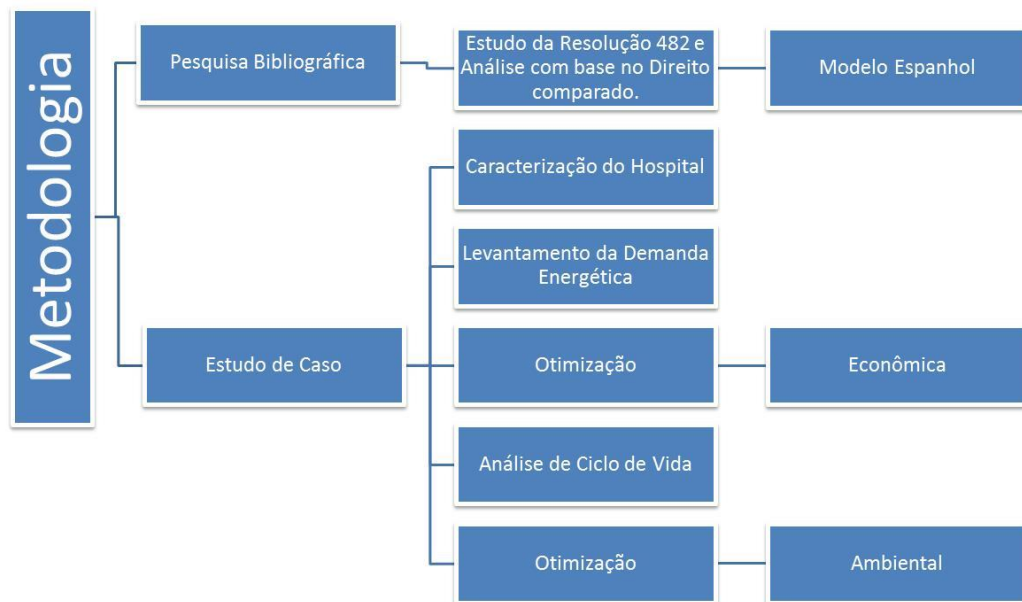 Metodologia
Pesquisa Bibliográfica
Estudo da Resolução 482 e
Análise com base no Direito
comparado.
Modelo Espanhol
Estudo de Caso
Caracterização do Hospital
Levantamento da Demanda
Energética
Otimização
Econômica
Análise de Ciclo de Vida
Otimização
Ambiental